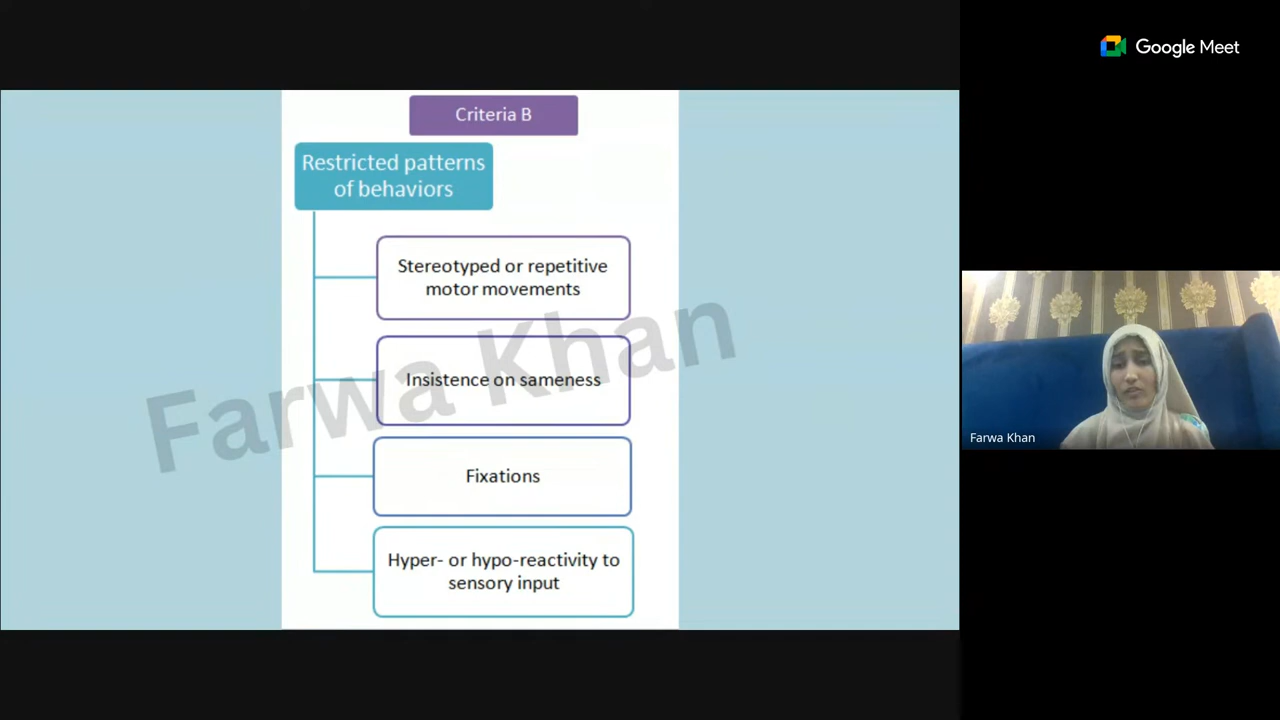 Google Meet
Criteria B
Restricted patterns
of behaviors
Stereotyped or repetitive
motor movements
Insistence on sameness
Fixations
Hyper- or hypo-reactivity to
sensory input
Farwa Khan
Farwa Khan